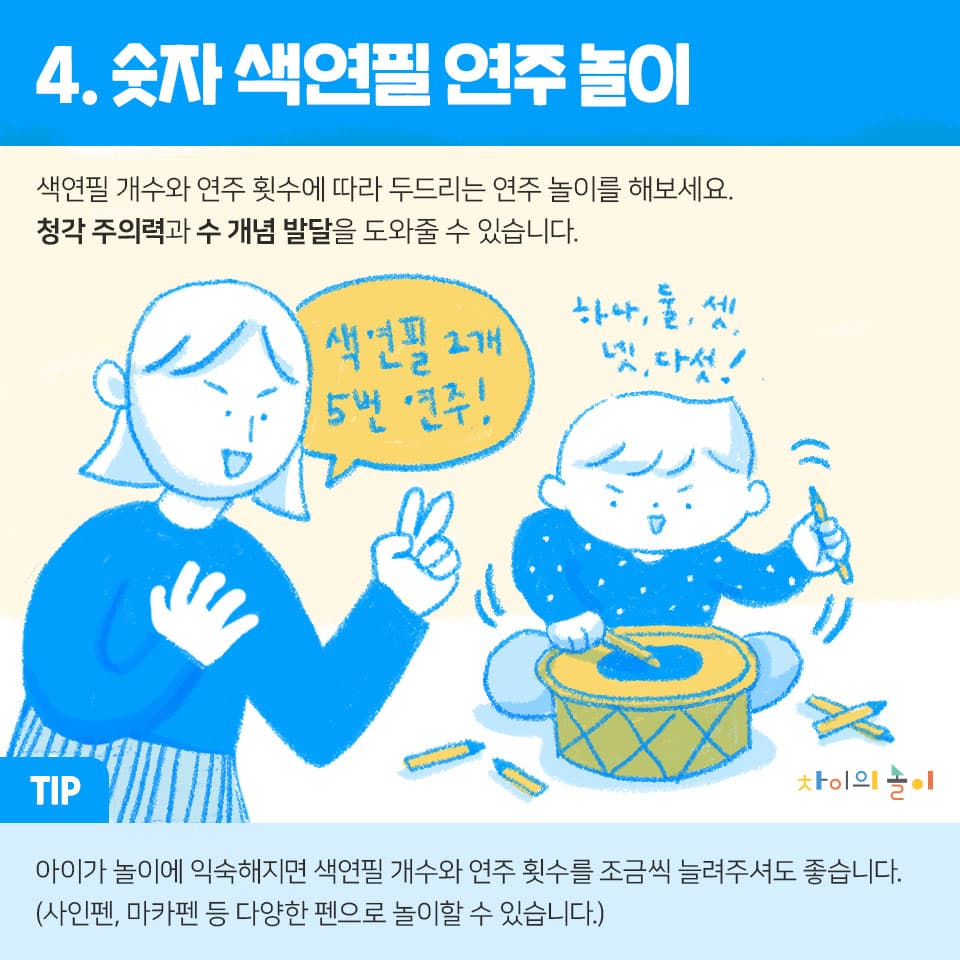 4. 숫자 색연필 연주 놀이
색연필 개수와 연주 횟수에 따라 두드리는 연주 놀이를 해보세요.
청각 주의력과 수 개념 발달을 도와줄 수 있습니다.
색연필 2개
5번 연주!
하나, 둘, 셋,
넷, 다섯!
차이의 놀이
TIP
아이가 놀이에 익숙해지면 색연필 개수와 연주 횟수를 조금씩 늘려주셔도 좋습니다.
(사인펜, 마카펜 등 다양한 펜으로 놀이할 수 있습니다.)